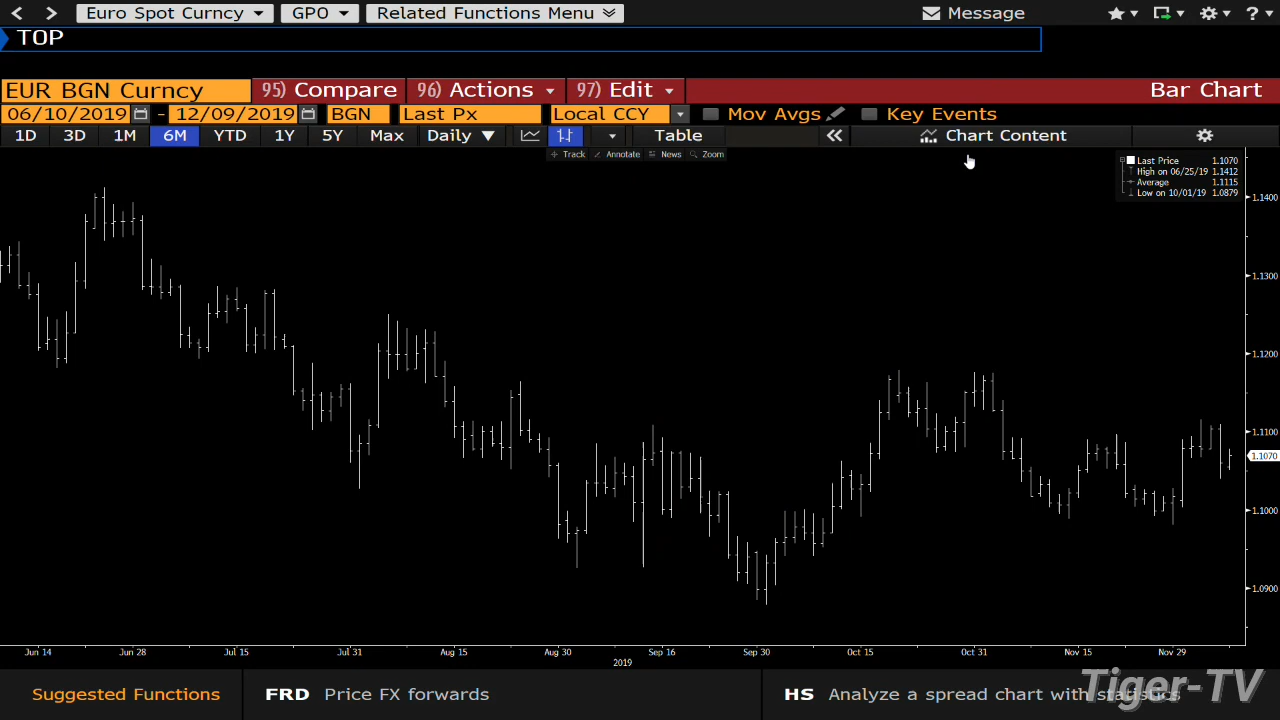 Euro Spot Curncy GPO Related Functions Menu Message ?
TOP
EUR BGN Curncy 95) Compare 96) Actions 97) Edit Bar Chart
06/10/2019 - 12/09/2019 BGN Last Px Local CCY Mov Avgs Key Events
1D 3D 1M 6M YTD 1Y 5Y Max Daily ▼ Table « Chart Content
Track Annotate News Zoom
Last Price 1.1070
High on 06/25/19 1.1412
Average 1.1115
Low on 10/01/19 1.0879
1.1400
1.1300
1.1200
1.1100
1.1070
1.1000
1.0900
Jun 14 Jun 28 Jul 15 Jul 31 Aug 15 Aug 30 Sep 16 Sep 30 Oct 15 Oct 31 Nov 15 Nov 29
2019
Suggested Functions FRD Price FX forwards HS Analyze a spread chart with statistics
Tiger-TV